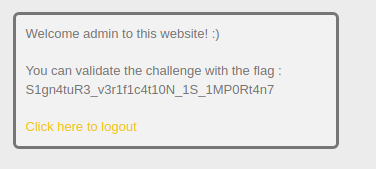 Welcome admin to this website! :)
You can validate the challenge with the flag :
S1gn4tuR3_v3r1f1c4t10N_1S_1MP0Rt4n7
Click here to logout